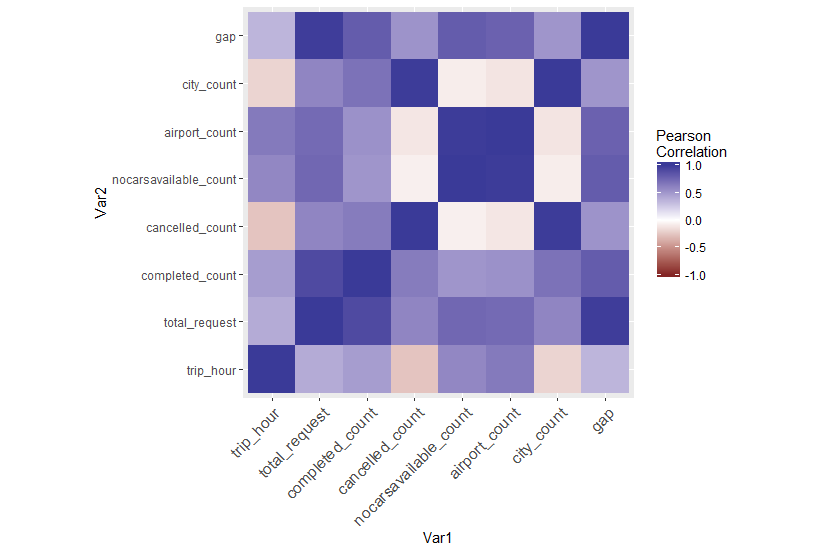 gap
city_count
airport_count
nocarsavailable_count
cancelled_count
completed_count
total_request
trip_hour
Var2
trip_hour
total_request
completed_count
cancelled_count
nocarsavailable_count
airport_count
city_count
gap
Var1
Pearson
Correlation
1.0
0.5
0.0
-0.5
-1.0